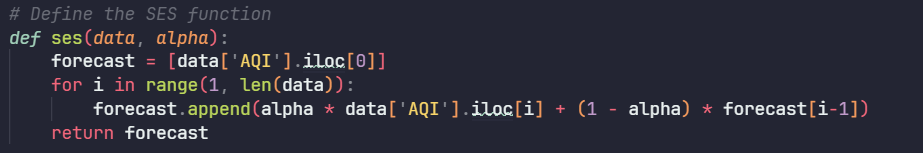 # Define the SES function
def ses(data, alpha):
    forecast = [data['AQI'].iloc[0]]
    for i in range(1, len(data)):
        forecast.append(alpha * data['AQI'].iloc[i] + (1 - alpha) * forecast[i-1])
    return forecast